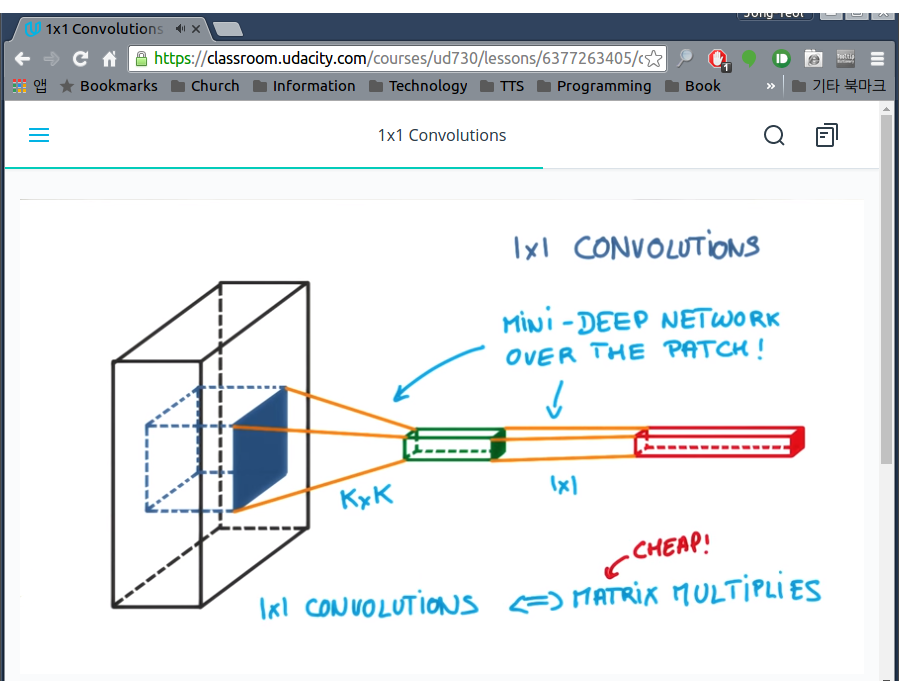 1x1 Convolutions
Jong Yeol
https://classroom.udacity.com/courses/ud730/lessons/6377263405/c
1
앱 Bookmarks Church Information Technology TTS Programming Book » 기타 북마크
1x1 Convolutions
1x1 CONVOLUTiONS
MiNi-DEEP NETWORK
OVER THE PATCH!
KxK
1x1
CHEAP!
1x1 CONVOLUTIONS <=> MATRiX MULTiPLiES